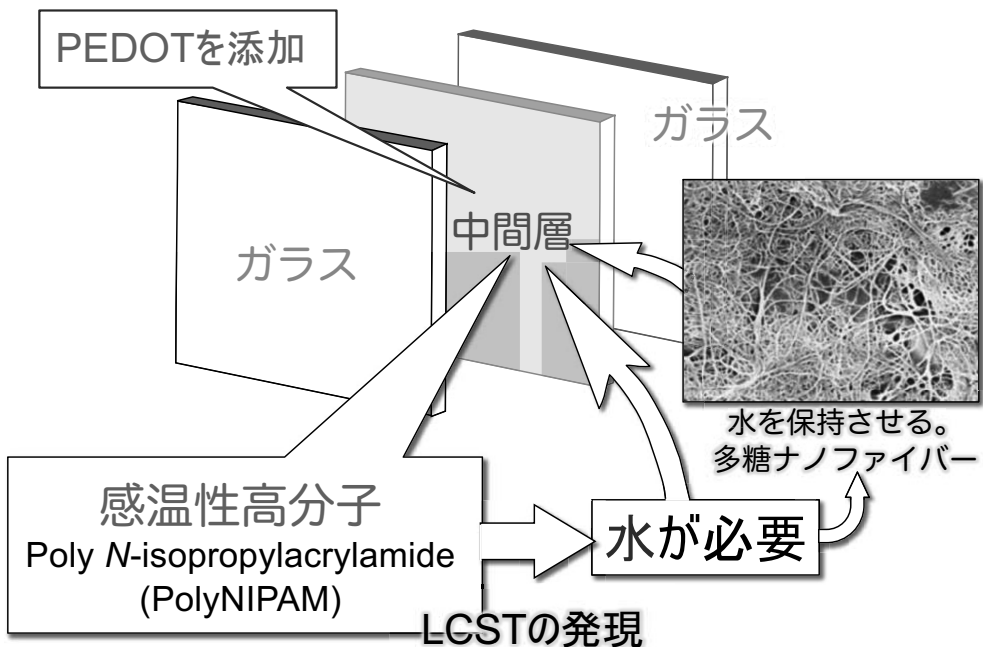 PEDOTを添加
ガラス
中間層
ガラス
水を保持させる。
多糖ナノファイバー
感温性高分子
Poly N-isopropylacrylamide
(PolyNIPAM)
水が必要
LCSTの発現